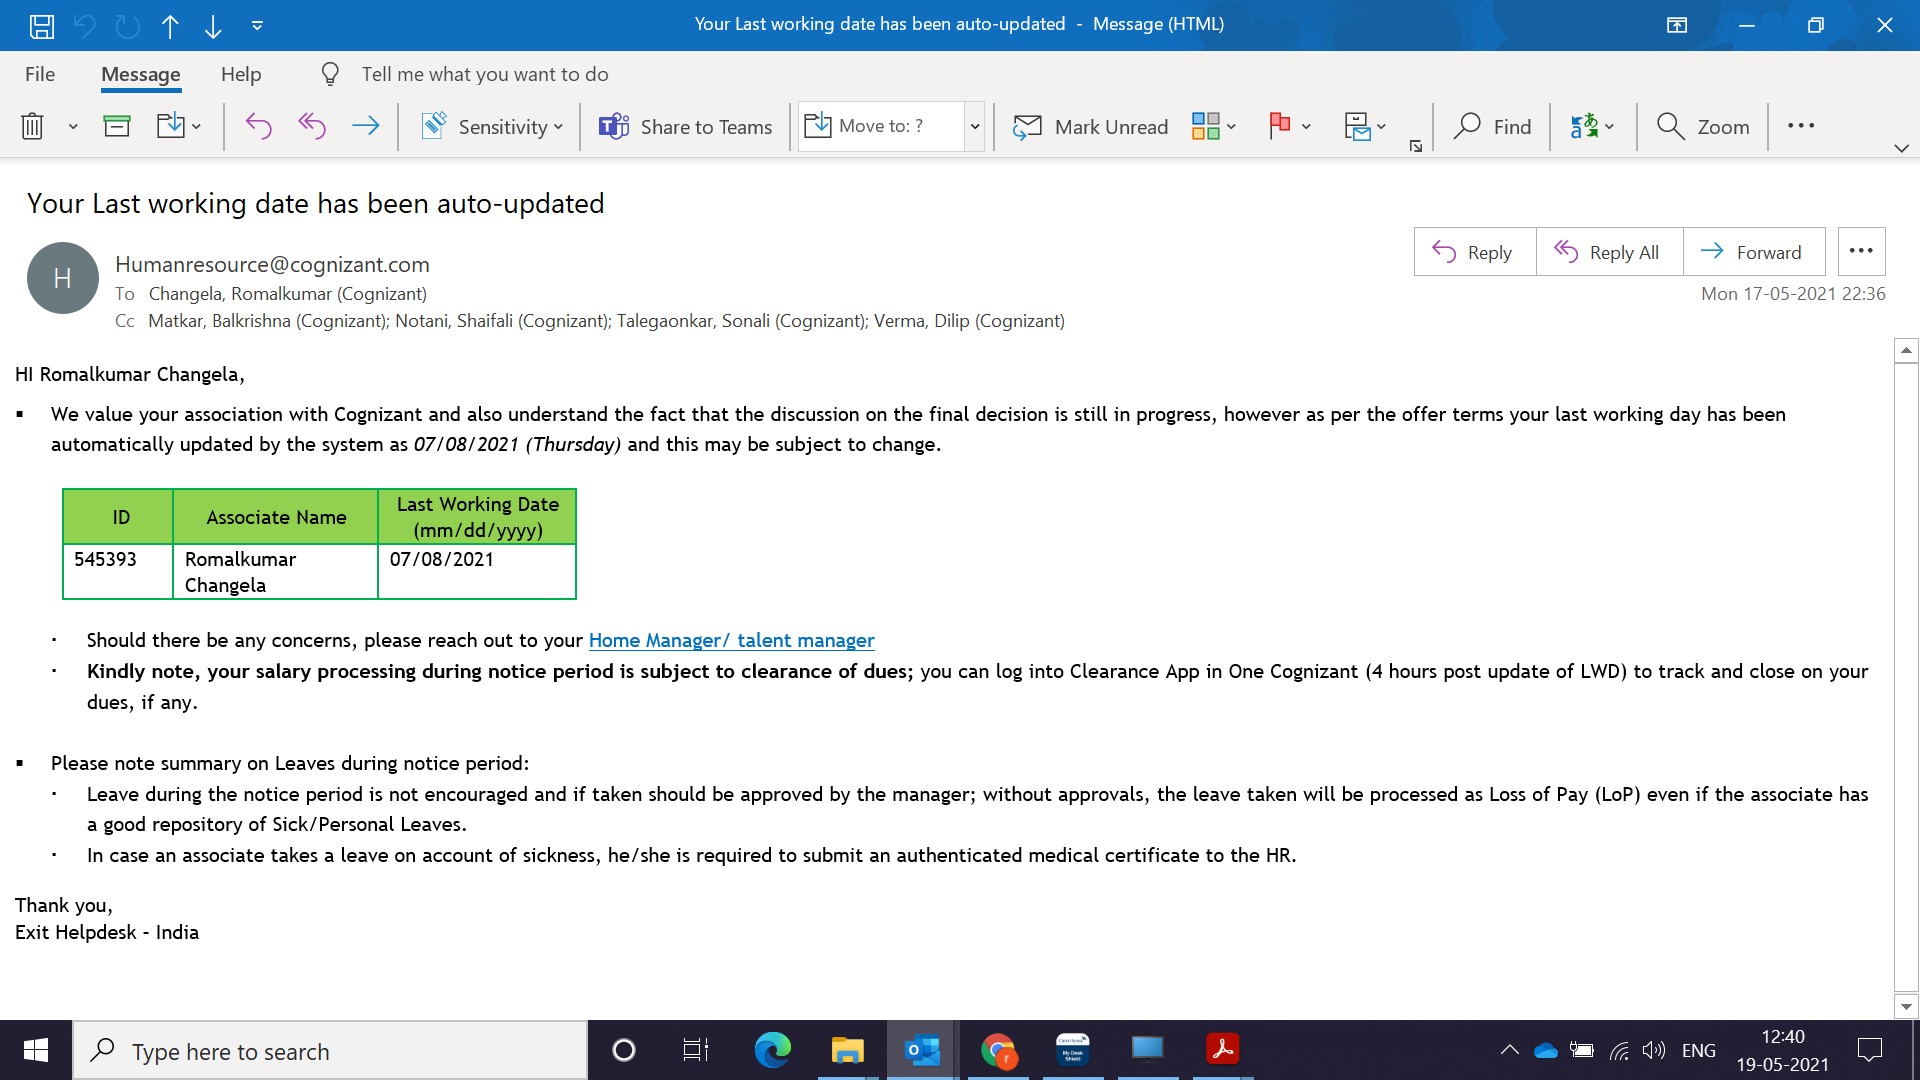 Your Last working date has been auto-updated - Message (HTML)
File Message Help Tell me what you want to do
Sensitivity Share to Teams Move to: ? Mark Unread Find Zoom
Your Last working date has been auto-updated
H
Humanresource@cognizant.com
To Changela, Romalkumar (Cognizant)
Cc Matkar, Balkrishna (Cognizant); Notani, Shaifali (Cognizant); Talegaonkar, Sonali (Cognizant); Verma, Dilip (Cognizant)
Reply Reply All Forward
Mon 17-05-2021 22:36
HI Romalkumar Changela,
▪ We value your association with Cognizant and also understand the fact that the discussion on the final decision is still in progress, however as per the offer terms your last working day has been
automatically updated by the system as 07/08/2021 (Thursday) and this may be subject to change.
ID Associate Name Last Working Date
(mm/dd/yyyy)
545393 Romalkumar 07/08/2021
Changela
· Should there be any concerns, please reach out to your Home Manager/ talent manager
· Kindly note, your salary processing during notice period is subject to clearance of dues; you can log into Clearance App in One Cognizant (4 hours post update of LWD) to track and close on your
dues, if any.
▪ Please note summary on Leaves during notice period:
· Leave during the notice period is not encouraged and if taken should be approved by the manager; without approvals, the leave taken will be processed as Loss of Pay (LoP) even if the associate has
a good repository of Sick/Personal Leaves.
· In case an associate takes a leave on account of sickness, he/she is required to submit an authenticated medical certificate to the HR.
Thank you,
Exit Helpdesk - India
Type here to search
ENG
12:40
19-05-2021